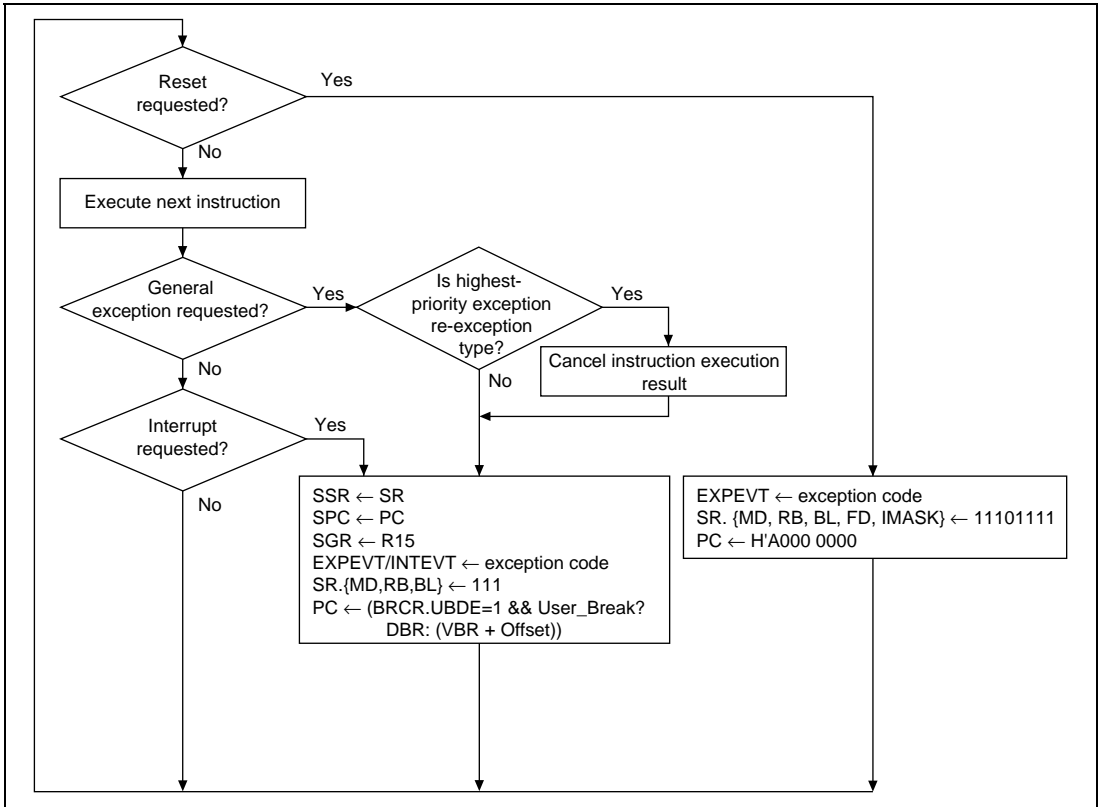 Reset
requested?
Yes
No
Execute next instruction
General
exception requested?
Yes
Is highest-
priority exception
re-exception
type?
Yes
Cancel instruction execution
result
No
No
Interrupt
requested?
Yes
No
SSR ← SR
SPC ← PC
SGR ← R15
EXPEVT/INTEVT ← exception code
SR.{MD,RB,BL} ← 111
PC ← (BRCR.UBDE=1 && User_Break?
DBR: (VBR + Offset))
EXPEVT ← exception code
SR. {MD, RB, BL, FD, IMASK} ← 11101111
PC ← H'A000 0000